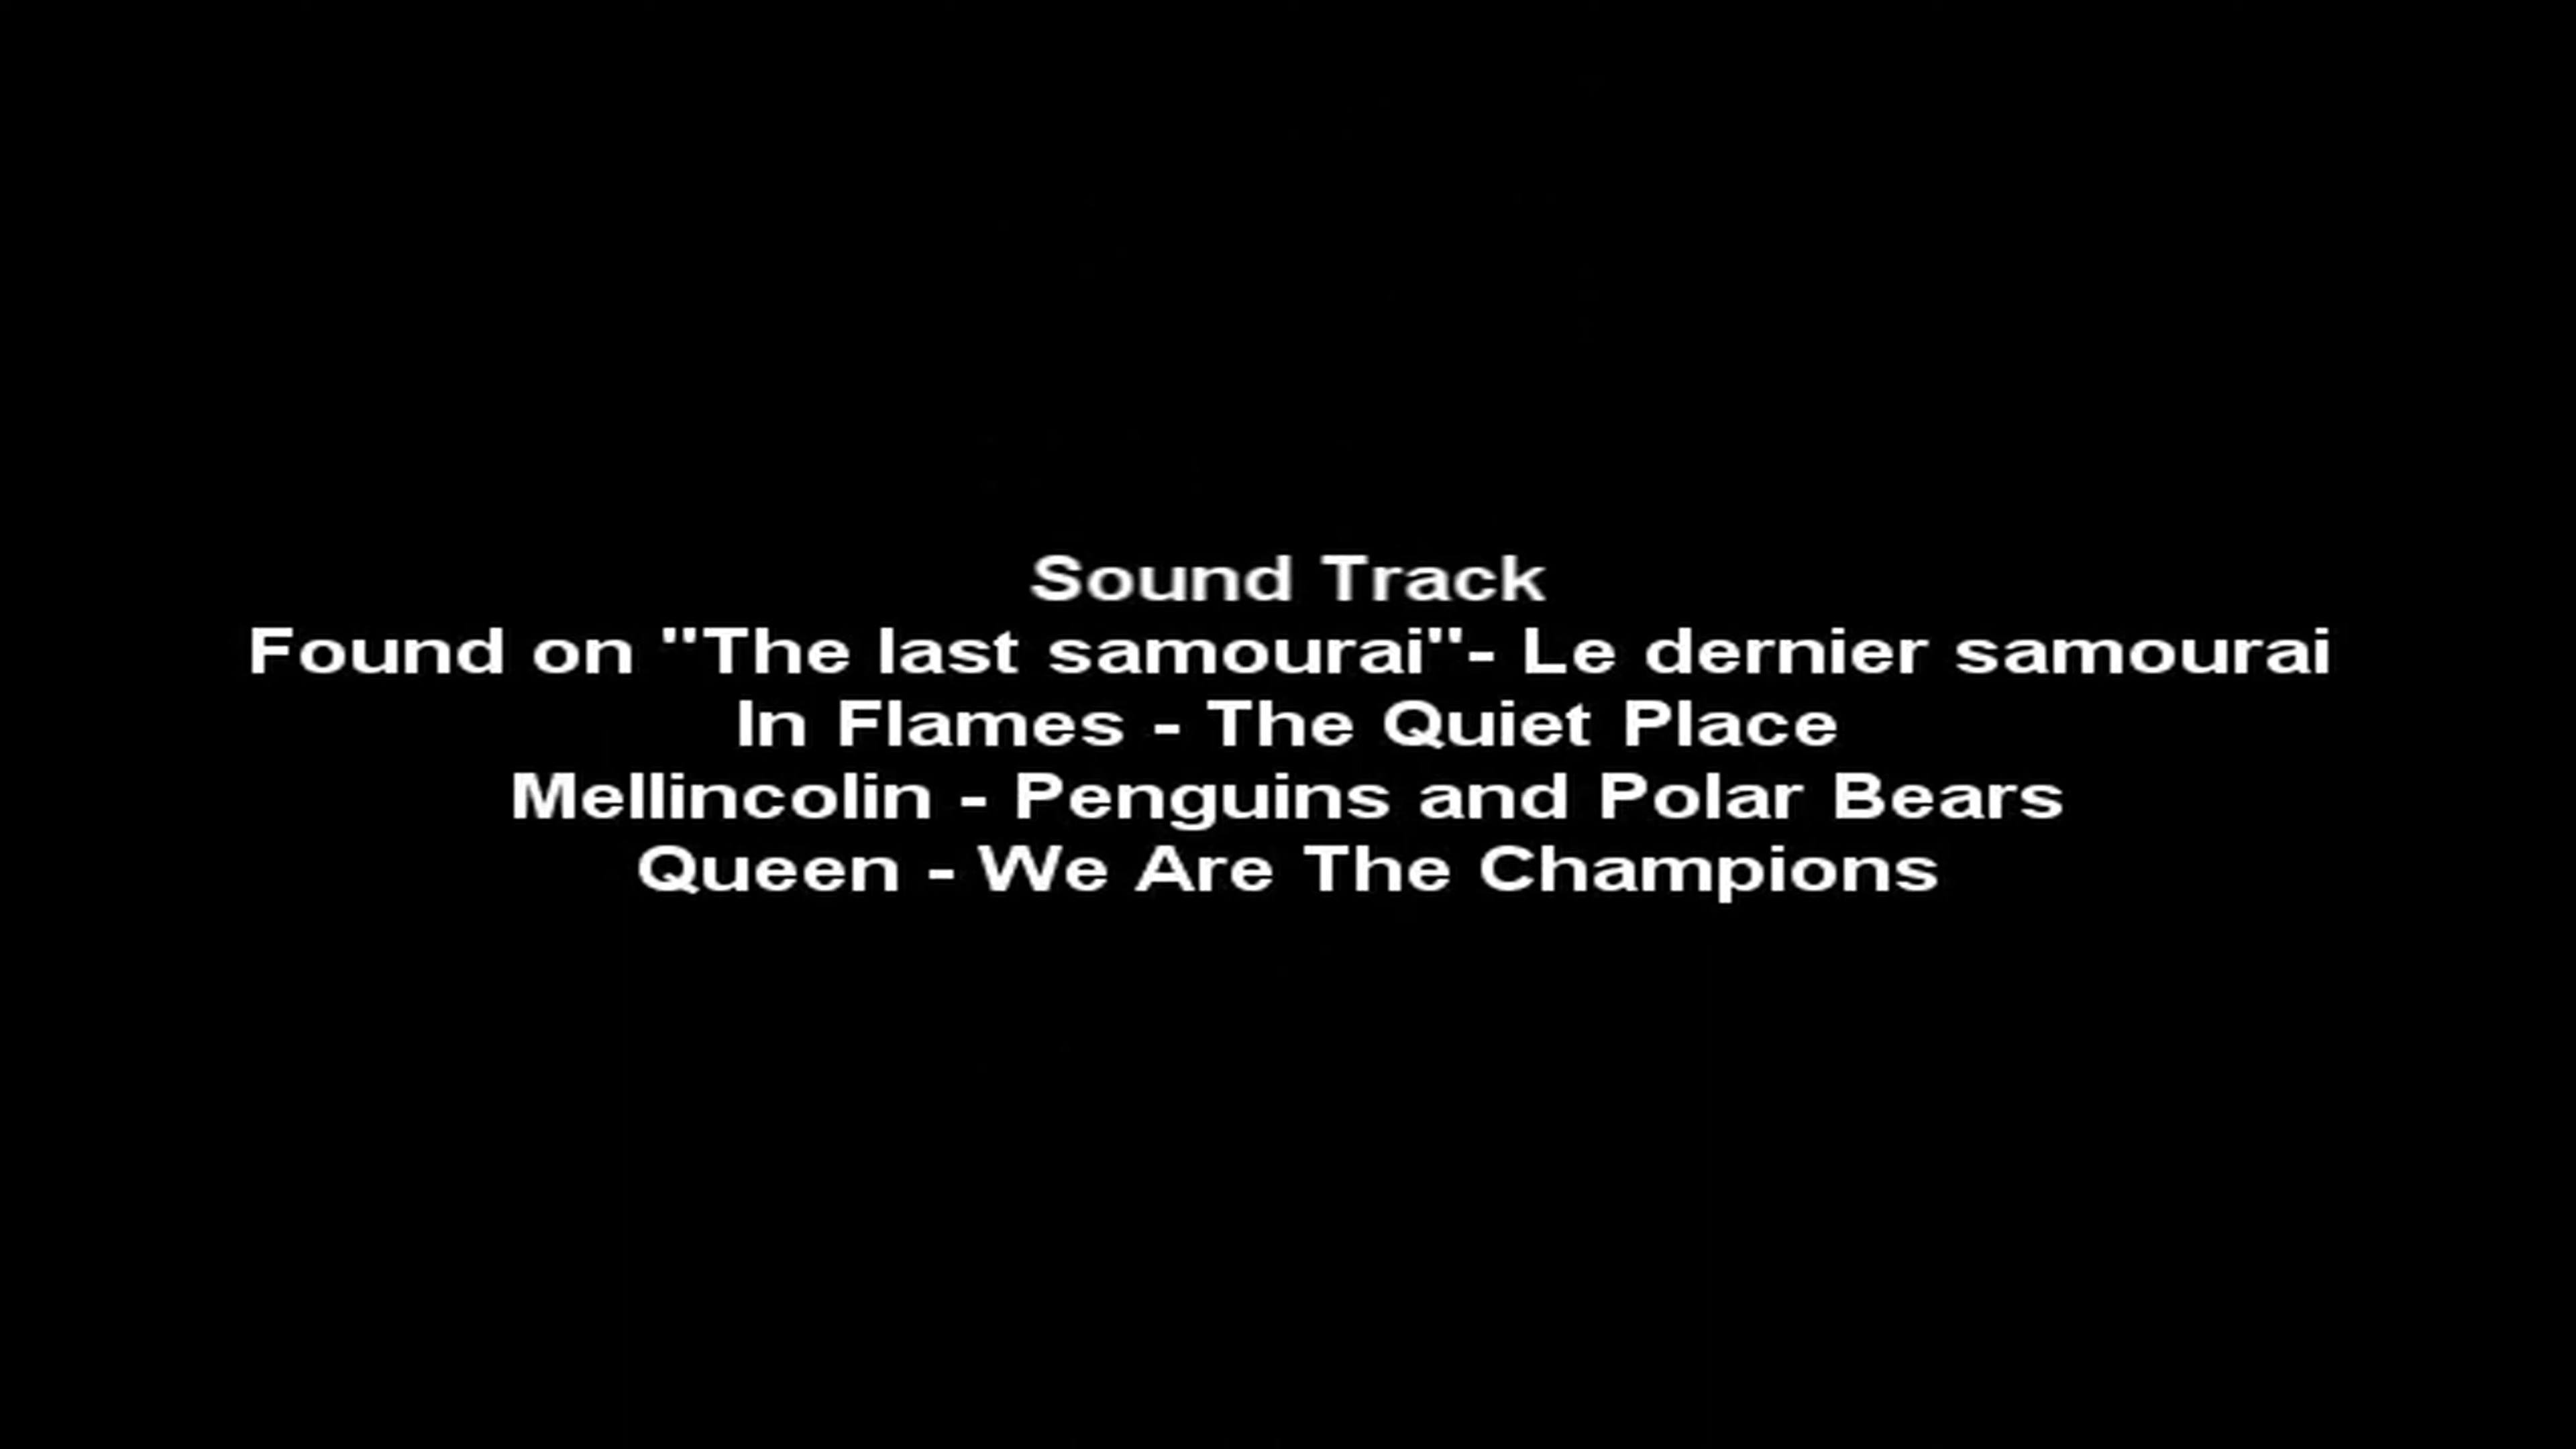 Sound Track
Found on "The last samourai"- Le dernier samourai
In Flames - The Quiet Place
Mellincolin - Penguins and Polar Bears
Queen - We Are The Champions